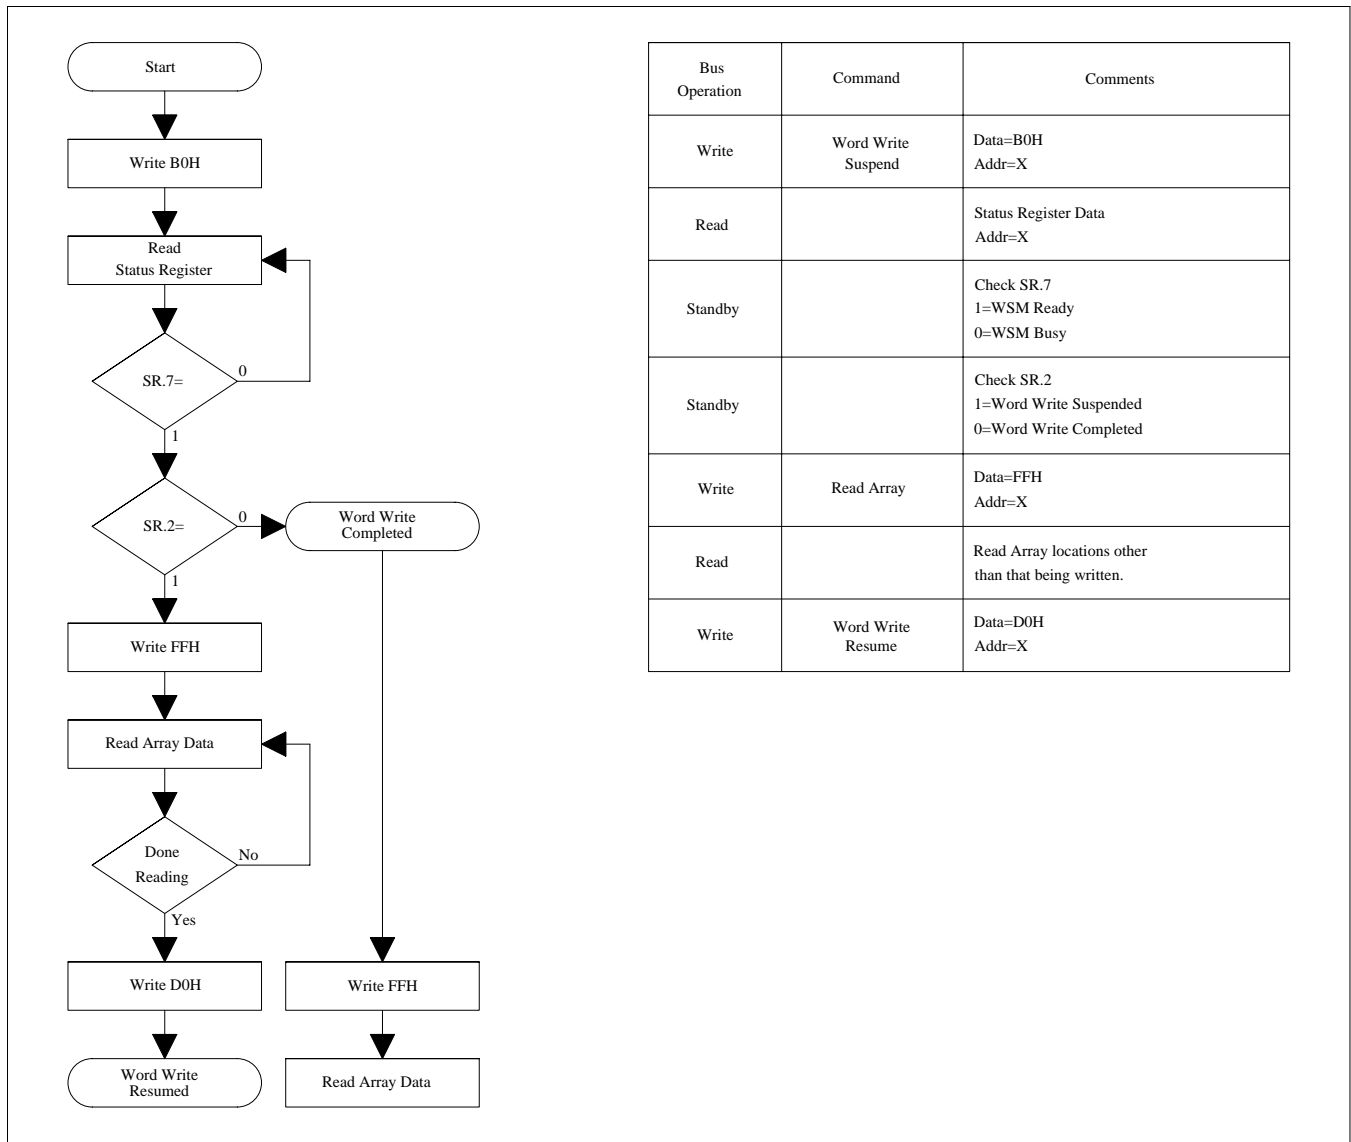 Start
Write B0H
Read
Status Register
SR.7=
0
1
SR.2=
0
Word Write
Completed
1
Write FFH
Read Array Data
Done
Reading
No
Yes
Write D0H
Write FFH
Word Write
Resumed
Read Array Data
Bus
Operation
Command
Comments
Write
Word Write
Suspend
Data=B0H
Addr=X
Read
Status Register Data
Addr=X
Standby
Check SR.7
1=WSM Ready
0=WSM Busy
Standby
Check SR.2
1=Word Write Suspended
0=Word Write Completed
Write
Read Array
Data=FFH
Addr=X
Read
Read Array locations other
than that being written.
Write
Word Write
Resume
Data=D0H
Addr=X